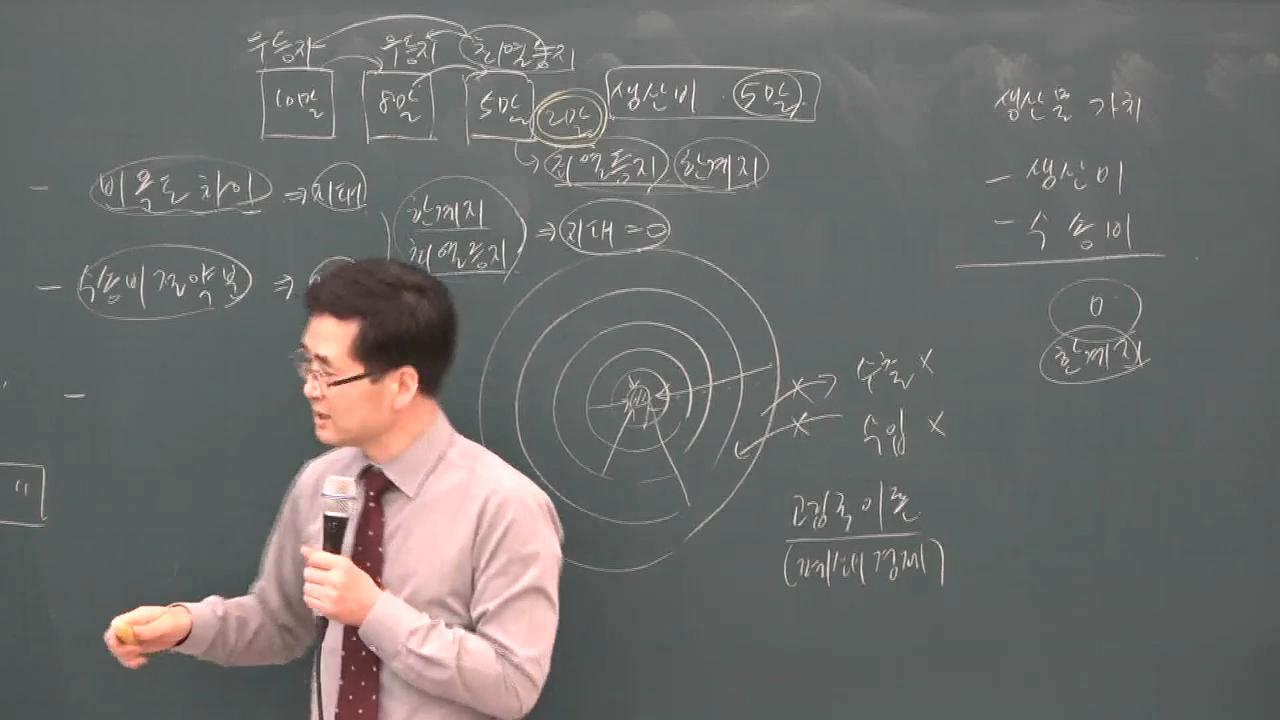 우등지 우등지 최열등지
10만 8만 5만 2만 생산비 5만
최열등지 한계지
- 비옥도 차이 ⇒ 지대
한계지
최열등지 ⇒ 지대 = 0
- 수송비 절약분 ⇒
-
수출 X
수입 X
고립국 이론
(폐쇄 경제)
생산물 가치
- 생산비
- 수송비
0
한계지